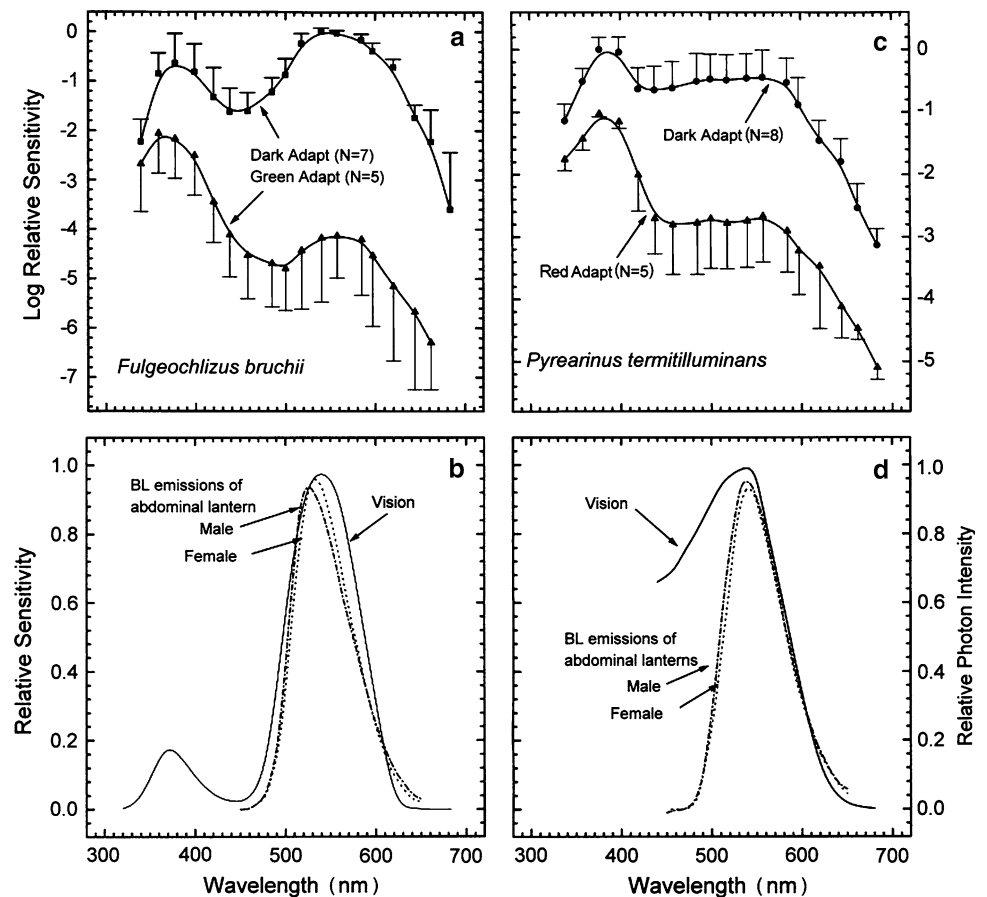 a
0
-1
-2
-3
-4
-5
-6
-7
Log Relative Sensitivity
Dark Adapt (N=7)
Green Adapt (N=5)
Fulgeochlizus bruchii
c
0
-1
-2
-3
-4
-5
Dark Adapt (N=8)
Red Adapt (N=5)
Pyrearinus termitilluminans
b
1.0
0.8
0.6
0.4
0.2
0.0
Relative Sensitivity
BL emissions of
abdominal lantern
Male
Female
Vision
300 400 500 600 700
Wavelength (nm)
d
Vision
BL emissions of
abdominal lanterns
Male
Female
1.0
0.8
0.6
0.4
0.2
0.0
Relative Photon Intensity
300 400 500 600 700
Wavelength (nm)